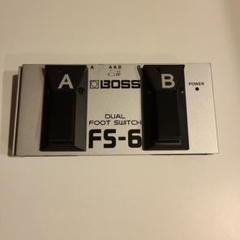 A A&B
A B
BOSS
POWER
DUAL
FOOT SWITCH
FS-6